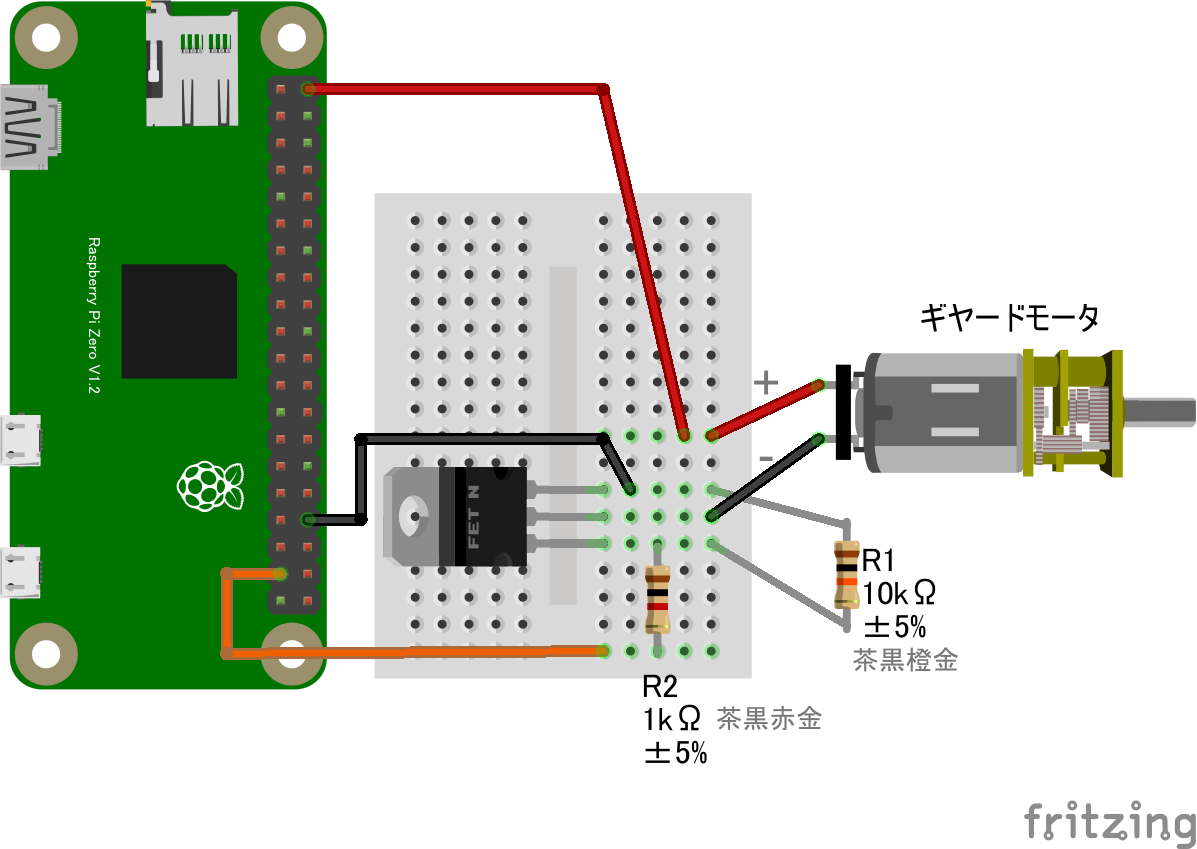 Raspberry Pi Zero V1.2
ギヤードモータ
+
-
FET N
R1
10kΩ
±5%
茶黒橙金
R2
1kΩ 茶黒赤金
±5%
fritzing